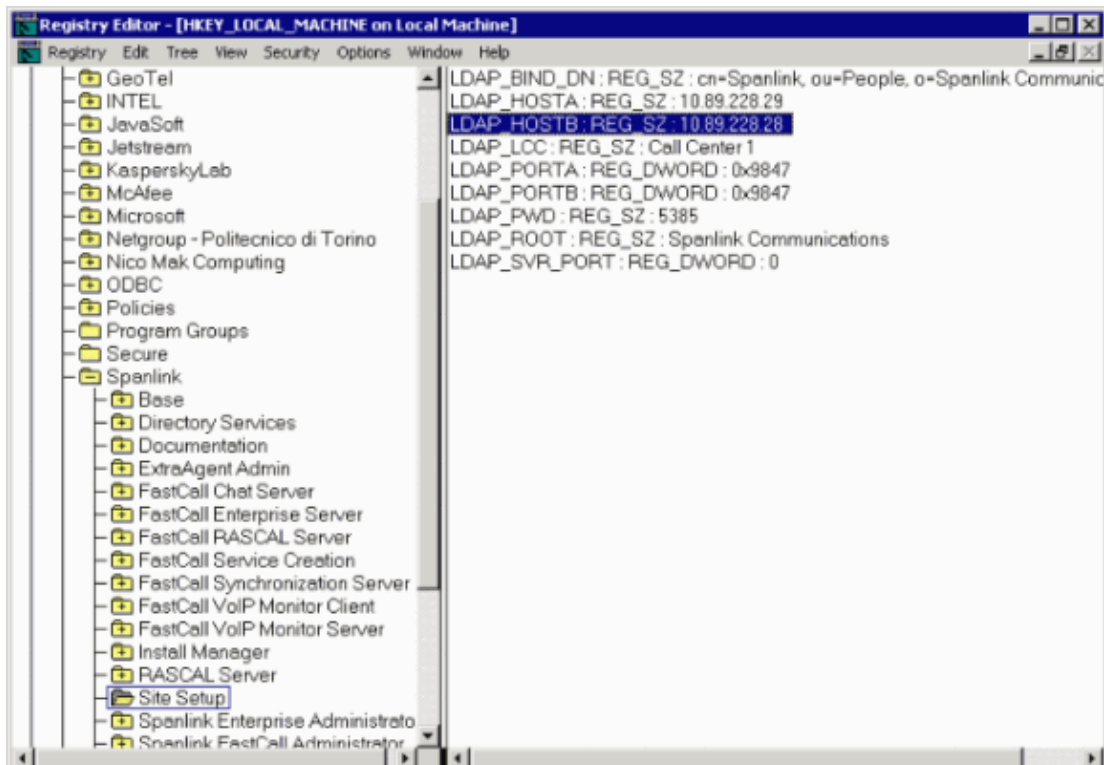 Registry Editor - [HKEY_LOCAL_MACHINE on Local Machine]
Registry Edit Tree View Security Options Window Help
GeoTel
INTEL
JavaSoft
Jetstream
KasperskyLab
McAfee
Microsoft
Netgroup - Politecnico di Torino
Nico Mak Computing
ODBC
Policies
Program Groups
Secure
Spanlink
Base
Directory Services
Documentation
ExtraAgent Admin
FastCall Chat Server
FastCall Enterprise Server
FastCall RASCAL Server
FastCall Service Creation
FastCall Synchronization Server
FastCall VoIP Monitor Client
FastCall VoIP Monitor Server
Install Manager
RASCAL Server
Site Setup
Spanlink Enterprise Administrato
Spanlink FastCall Administrator
LDAP_BIND_DN : REG_SZ : cn=Spanlink, ou=People, o=Spanlink Communic
LDAP_HOSTA : REG_SZ : 10.89.228.29
LDAP_HOSTB : REG_SZ : 10.89.228.28
LDAP_LCC : REG_SZ : Call Center 1
LDAP_PORTA : REG_DWORD : 0x9847
LDAP_PORTB : REG_DWORD : 0x9847
LDAP_PWD : REG_SZ : 5385
LDAP_ROOT : REG_SZ : Spanlink Communications
LDAP_SVR_PORT : REG_DWORD : 0